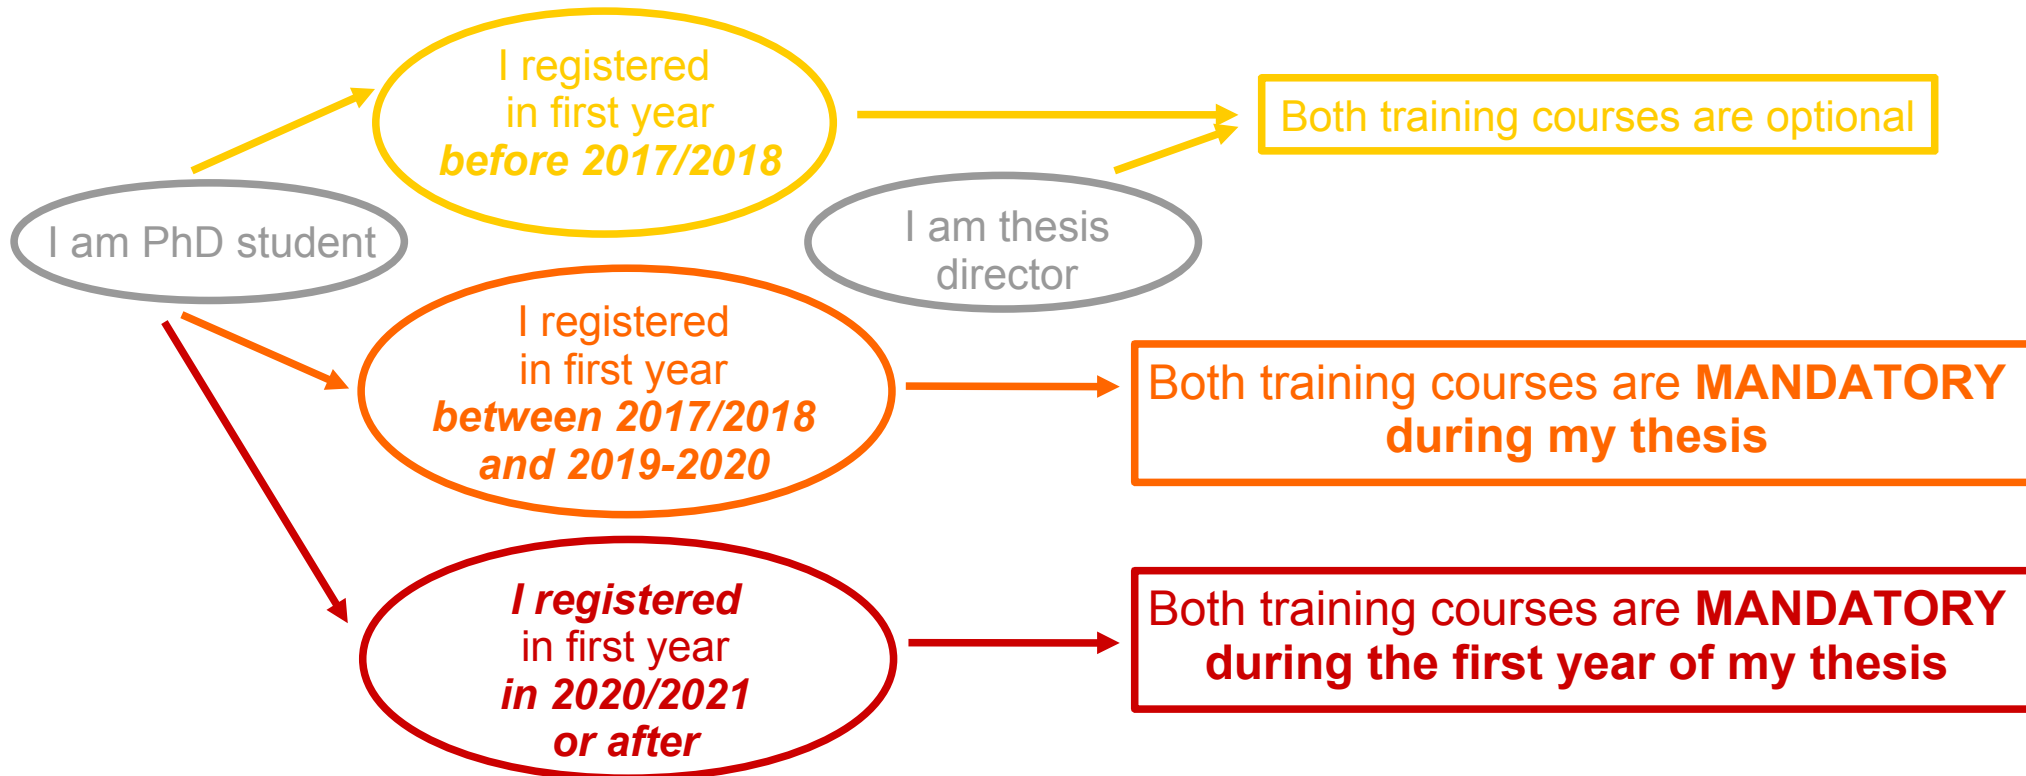 I registered
in first year
before 2017/2018
Both training courses are optional
I am PhD student
I am thesis
director
I registered
in first year
between 2017/2018
and 2019-2020
Both training courses are MANDATORY
during my thesis
I registered
in first year
in 2020/2021
or after
Both training courses are MANDATORY
during the first year of my thesis